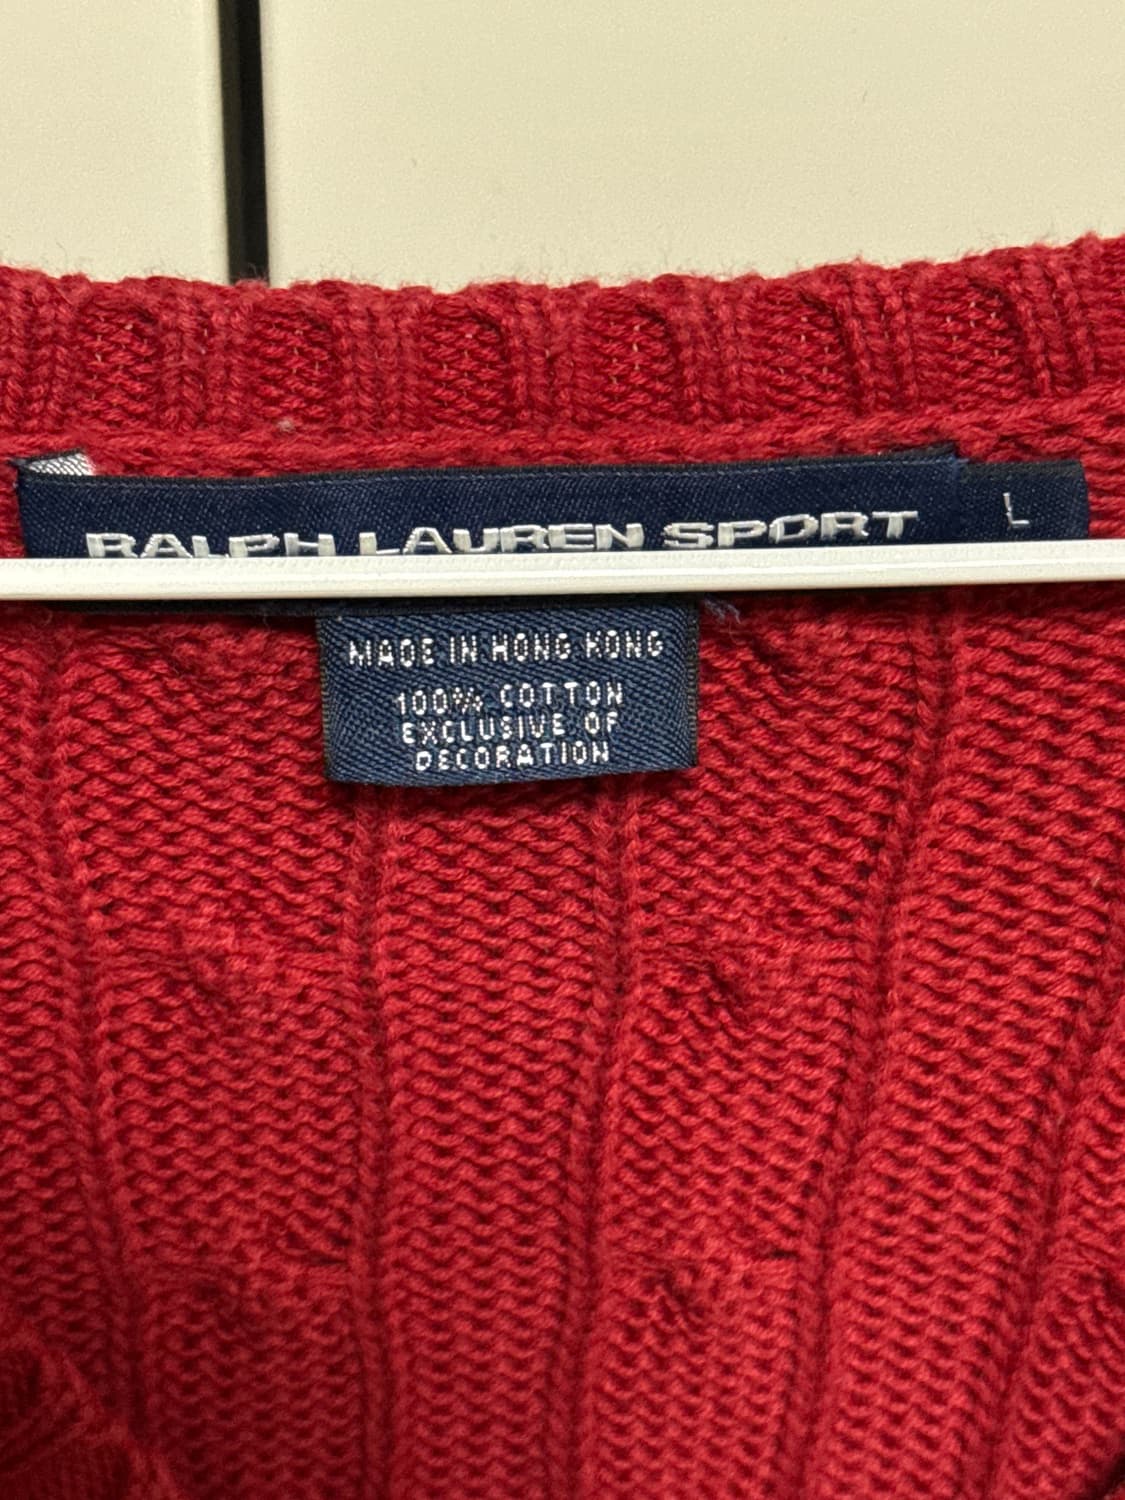 RALPH LAUREN SPORT L
MADE IN HONG KONG
100% COTTON
EXCLUSIVE OF
DECORATION